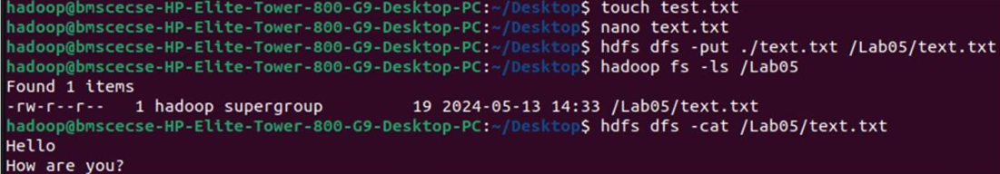 hadoop@bmscecse-HP-Elite-Tower-800-G9-Desktop-PC:~/Desktop$ touch test.txt
hadoop@bmscecse-HP-Elite-Tower-800-G9-Desktop-PC:~/Desktop$ nano text.txt
hadoop@bmscecse-HP-Elite-Tower-800-G9-Desktop-PC:~/Desktop$ hdfs dfs -put ./text.txt /Lab05/text.txt
hadoop@bmscecse-HP-Elite-Tower-800-G9-Desktop-PC:~/Desktop$ hadoop fs -ls /Lab05
Found 1 items
-rw-r--r--   1 hadoop supergroup         19 2024-05-13 14:33 /Lab05/text.txt
hadoop@bmscecse-HP-Elite-Tower-800-G9-Desktop-PC:~/Desktop$ hdfs dfs -cat /Lab05/text.txt
Hello
How are you?